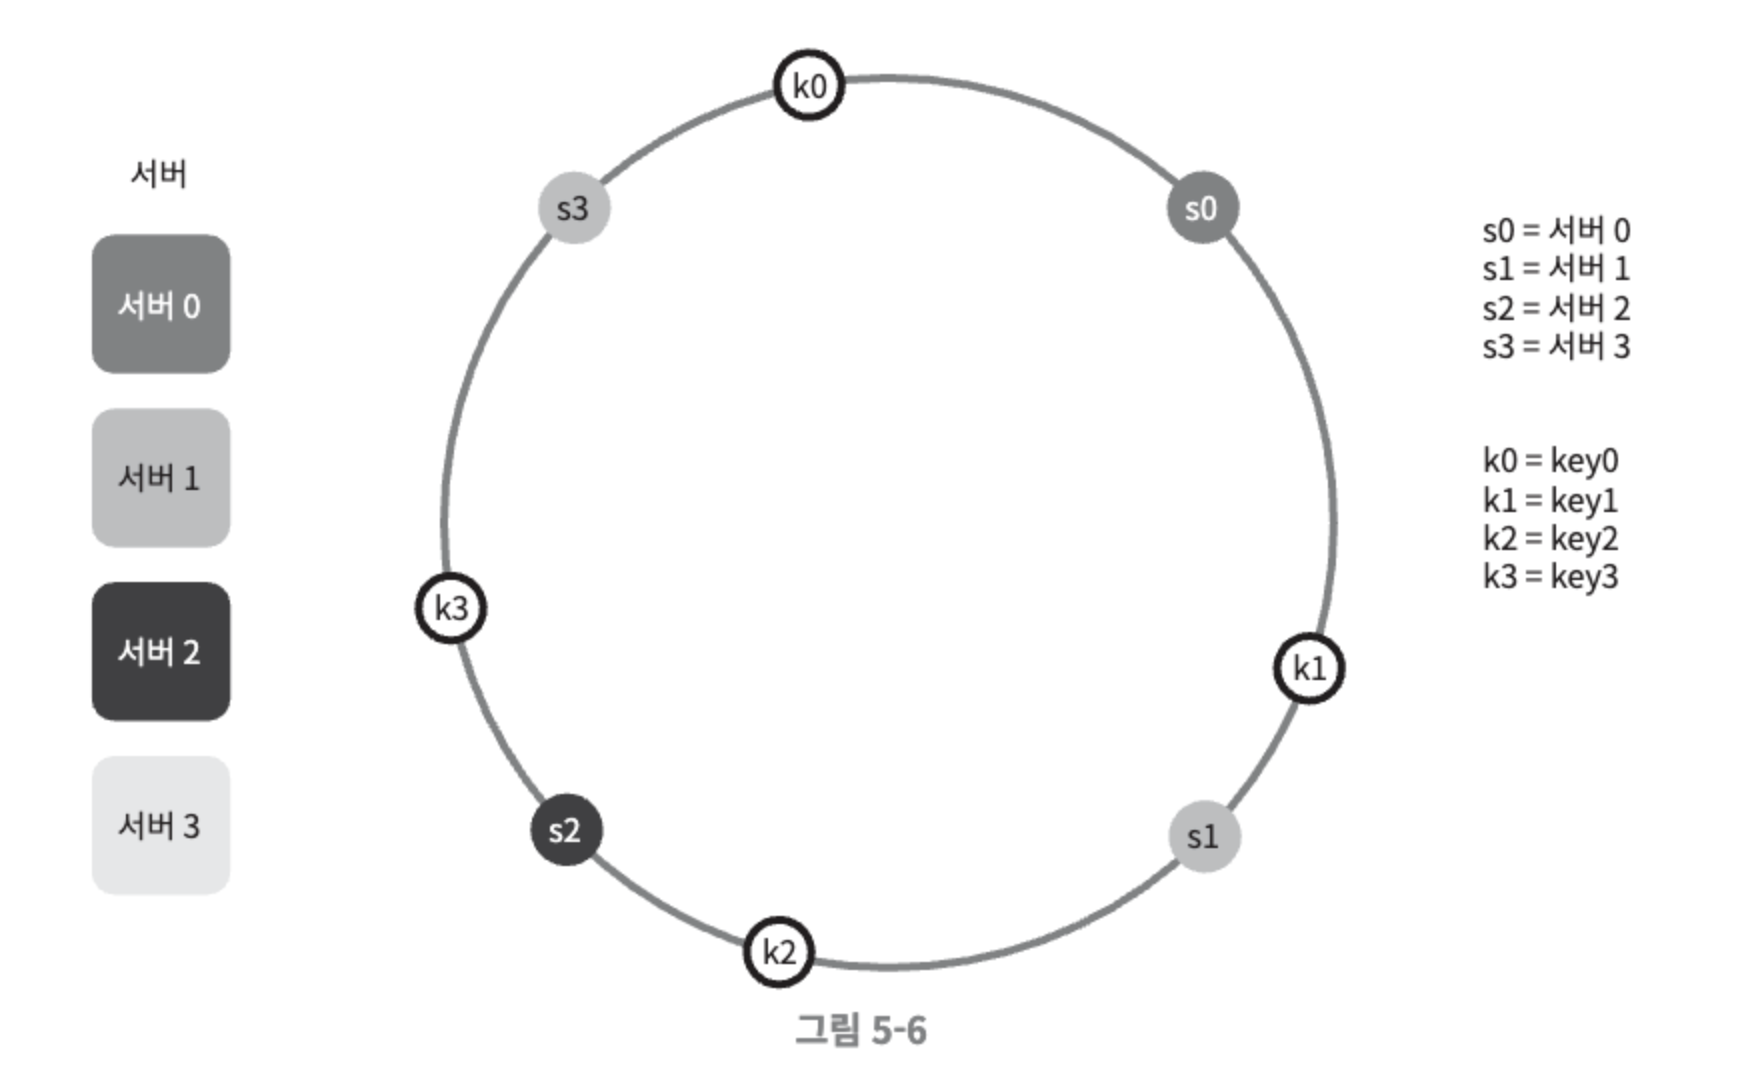 서버
서버 0
서버 1
서버 2
서버 3
k0
s3
s0
k3
k1
s2
s1
k2
s0 = 서버 0
s1 = 서버 1
s2 = 서버 2
s3 = 서버 3
k0 = key0
k1 = key1
k2 = key2
k3 = key3
그림 5-6